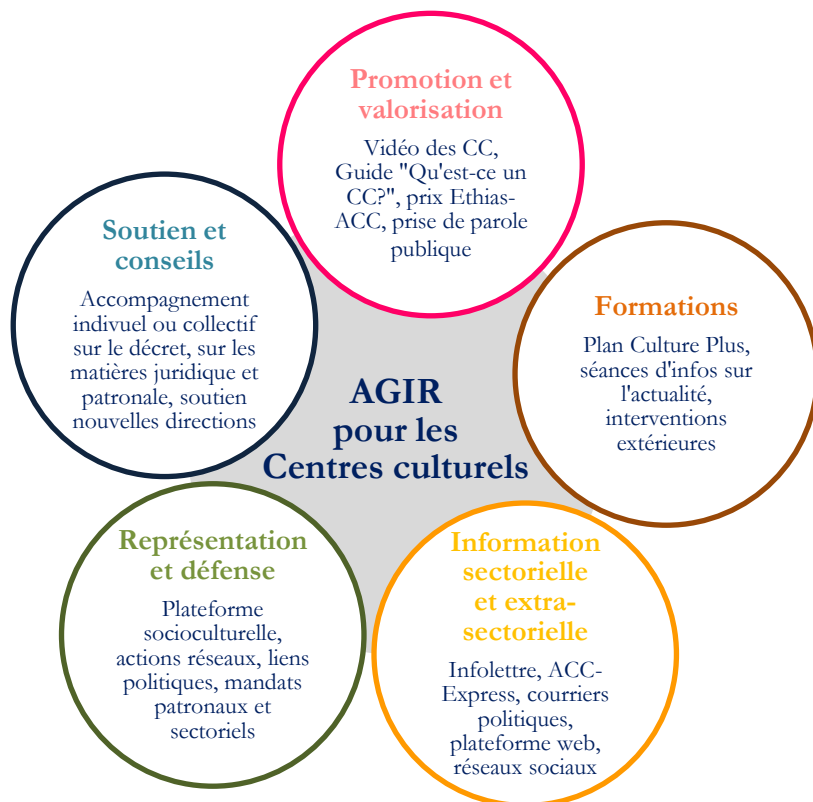 Promotion et
valorisation
Vidéo des CC,
Guide "Qu'est-ce un
CC?", prix Ethias-
ACC, prise de parole
publique
Formations
Plan Culture Plus,
séances d'infos sur
l'actualité,
interventions
extérieures
Information
sectorielle
et extra-
sectorielle
Infolettre, ACC-
Express, courriers
politiques,
plateforme web,
réseaux sociaux
Représentation
et défense
Plateforme
socioculturelle,
actions réseaux, liens
politiques, mandats
patronaux et
sectoriels
Soutien et
conseils
Accompagnement
indivuel ou collectif
sur le décret, sur les
matières juridique et
patronale, soutien
nouvelles directions
AGIR
pour les
Centres culturels